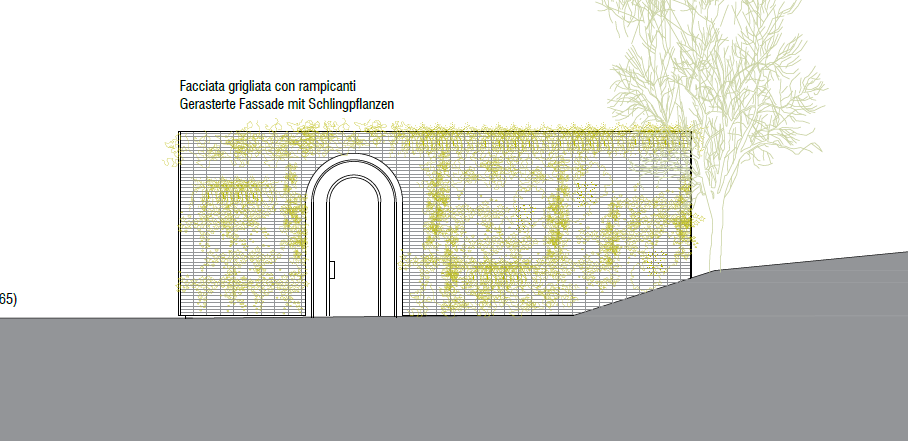 Facciata grigliata con rampicanti
Gerasterte Fassade mit Schlingpflanzen
65)